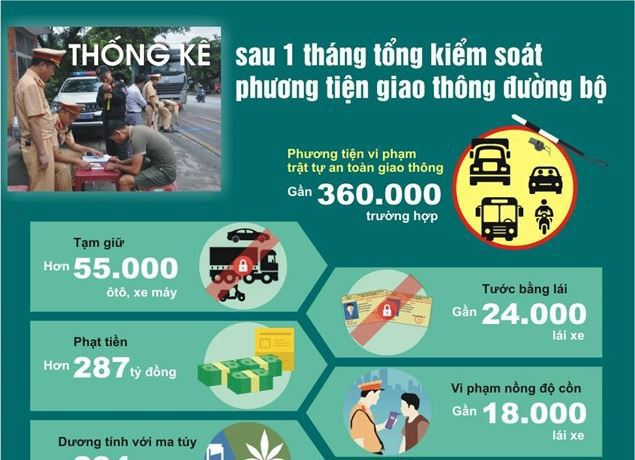 THỐNG KÊ sau 1 tháng tổng kiểm soát
phương tiện giao thông đường bộ
Phương tiện vi phạm
trật tự an toàn giao thông
Gần 360.000
trường hợp
Tạm giữ
Hơn 55.000
ôtô, xe máy
Tước bằng lái
Gần 24.000
lái xe
Phạt tiền
Hơn 287 tỷ đồng
Vi phạm nồng độ cồn
Gần 18.000
lái xe
Dương tính với ma túy